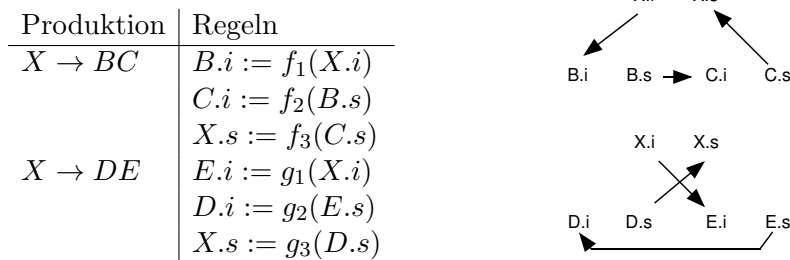 Produktion Regeln
X → BC B.i := f₁(X.i)
C.i := f₂(B.s)
X.s := f₃(C.s)
X → DE E.i := g₁(X.i)
D.i := g₂(E.s)
X.s := g₃(D.s)
B.i B.s C.i C.s
X.i X.s
D.i D.s E.i E.s